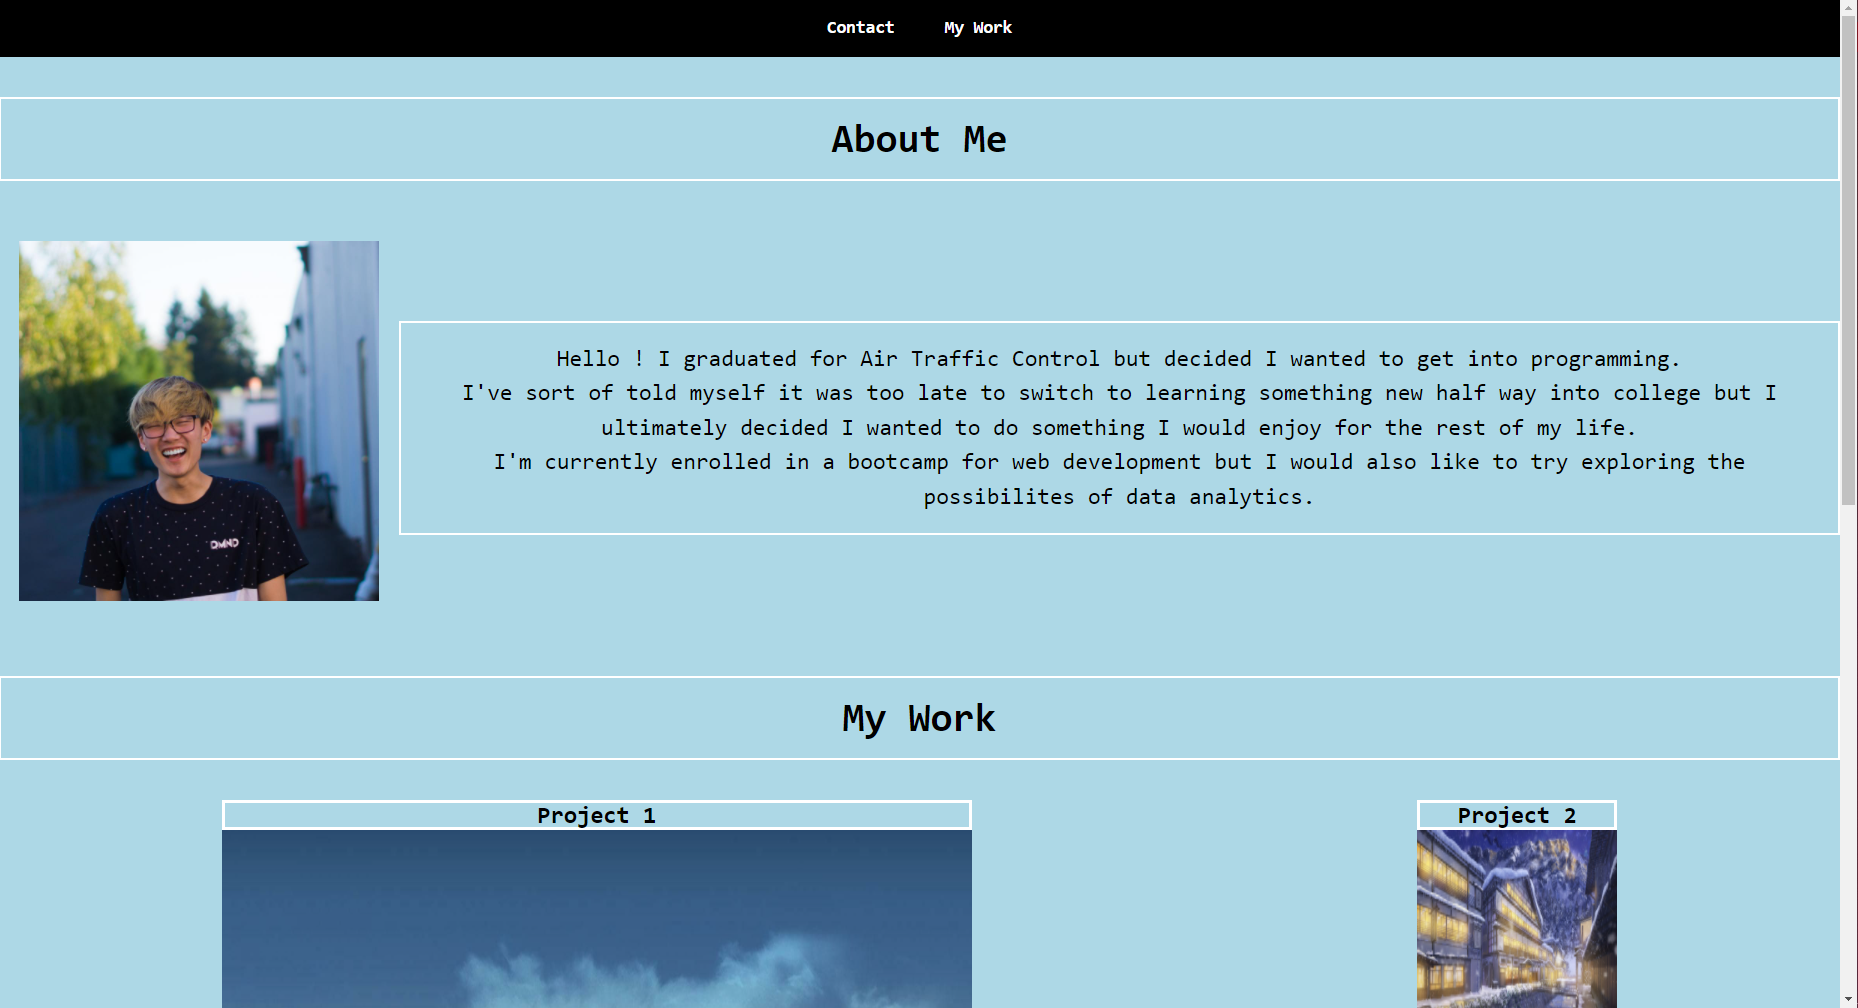 Contact My Work
About Me
Hello ! I graduated for Air Traffic Control but decided I wanted to get into programming.
I've sort of told myself it was too late to switch to learning something new half way into college but I
ultimately decided I wanted to do something I would enjoy for the rest of my life.
I'm currently enrolled in a bootcamp for web development but I would also like to try exploring the
possibilites of data analytics.
DMND
My Work
Project 1 Project 2